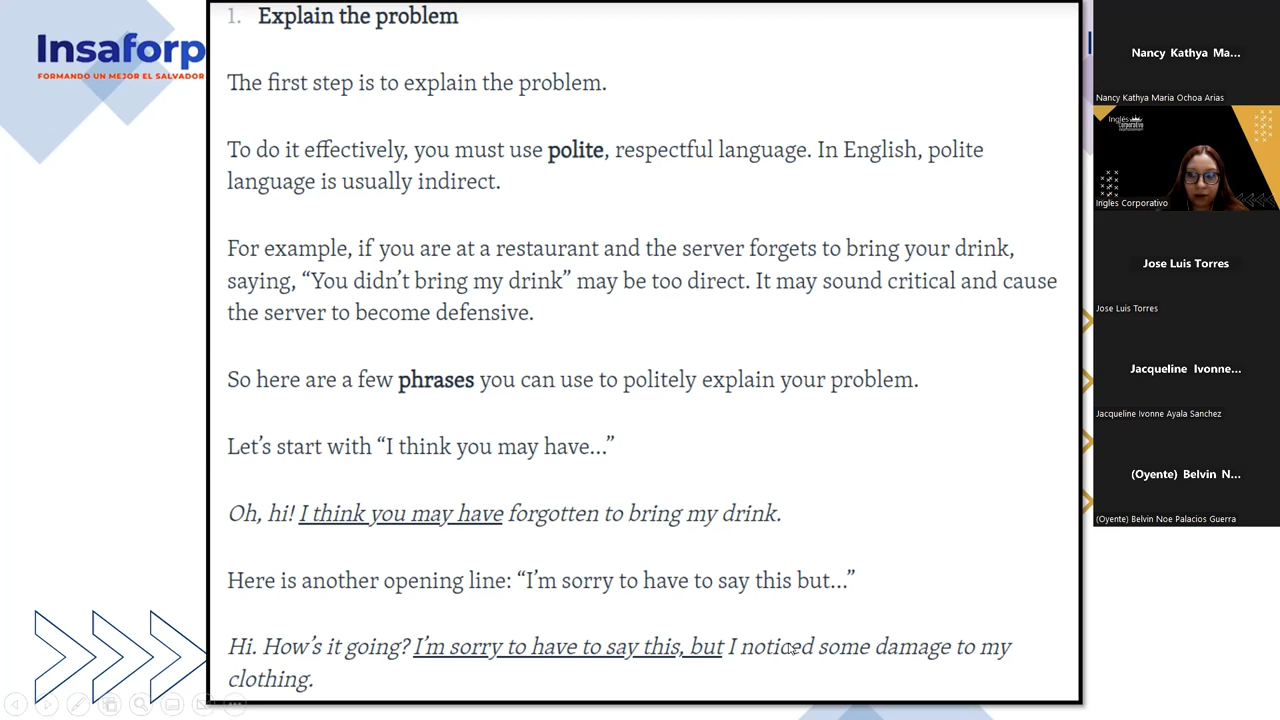 1. Explain the problem
Insaforp
FORMANDO UN MEJOR EL SALVADOR
The first step is to explain the problem.
To do it effectively, you must use polite, respectful language. In English, polite
language is usually indirect.
For example, if you are at a restaurant and the server forgets to bring your drink,
saying, “You didn’t bring my drink” may be too direct. It may sound critical and cause
the server to become defensive.
So here are a few phrases you can use to politely explain your problem.
Let’s start with “I think you may have…”
Oh, hi! I think you may have forgotten to bring my drink.
Here is another opening line: “I’m sorry to have to say this but…”
Hi. How’s it going? I’m sorry to have to say this, but I noticed some damage to my
clothing.
Nancy Kathya Ma...
Nancy Kathya Maria Ochoa Arias
Inglés
Corporativo
Ingles Corporativo
Jose Luis Torres
Jose Luis Torres
Jacqueline Ivonne...
Jacqueline Ivonne Ayala Sanchez
(Oyente) Belvin N...
(Oyente) Belvin Noe Palacios Guerra